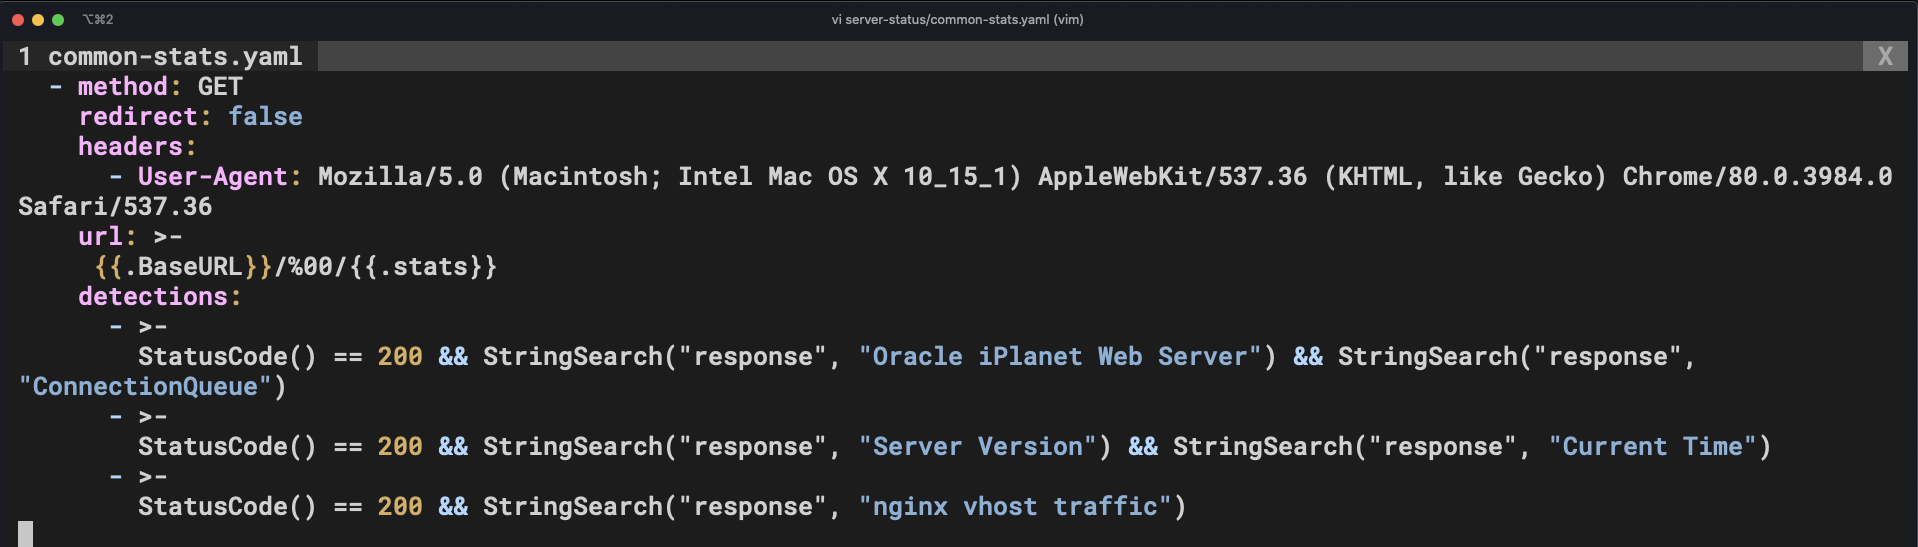 ⌥⌘2 vi server-status/common-stats.yaml (vim)
1 common-stats.yaml X
- method: GET
redirect: false
headers:
- User-Agent: Mozilla/5.0 (Macintosh; Intel Mac OS X 10_15_1) AppleWebKit/537.36 (KHTML, like Gecko) Chrome/80.0.3984.0
Safari/537.36
url: >-
{{.BaseURL}}/%00/{{.stats}}
detections:
- >-
StatusCode() == 200 && StringSearch("response", "Oracle iPlanet Web Server") && StringSearch("response",
"ConnectionQueue")
- >-
StatusCode() == 200 && StringSearch("response", "Server Version") && StringSearch("response", "Current Time")
- >-
StatusCode() == 200 && StringSearch("response", "nginx vhost traffic")